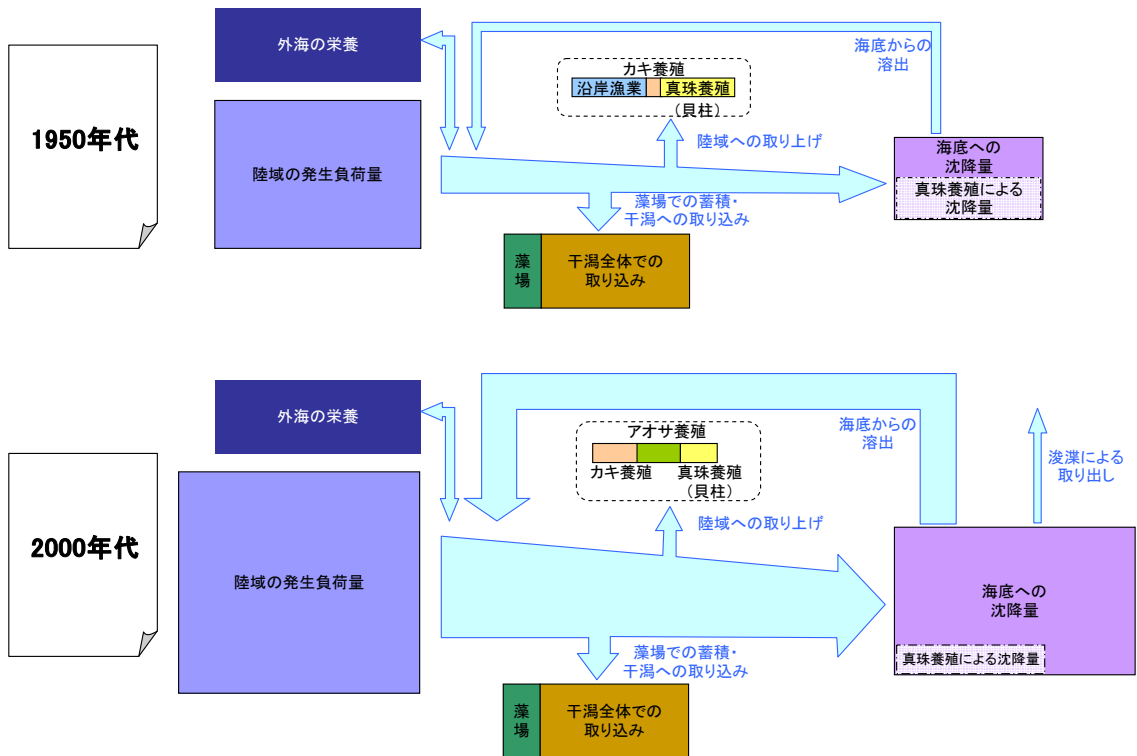 1950年代
外海の栄養
陸域の発生負荷量
カキ養殖
沿岸漁業
真珠養殖
(貝柱)
海底からの
溶出
陸域への取り上げ
藻場での蓄積・
干潟への取り込み
海底への
沈降量
真珠養殖による
沈降量
藻
場
干潟全体での
取り込み
2000年代
外海の栄養
陸域の発生負荷量
アオサ養殖
カキ養殖
真珠養殖
(貝柱)
海底からの
溶出
浚渫による
取り出し
陸域への取り上げ
藻場での蓄積・
干潟への取り込み
海底への
沈降量
真珠養殖による沈降量
藻
場
干潟全体での
取り込み